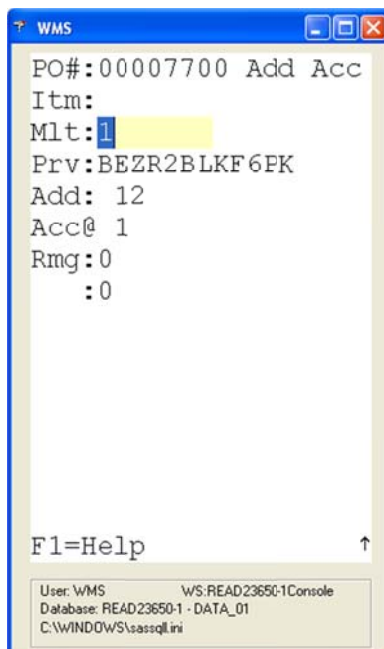 WMS
PO#:00007700 Add Acc
Itm:
Mlt:1
Prv:BEZR2BLKF6PK
Add: 12
Acc@ 1
Rmg:0
:0
F1=Help ↑
User: WMS WS:READ23650-1Console
Database: READ23650-1 - DATA_01
C:\WINDOWS\sassqll.ini